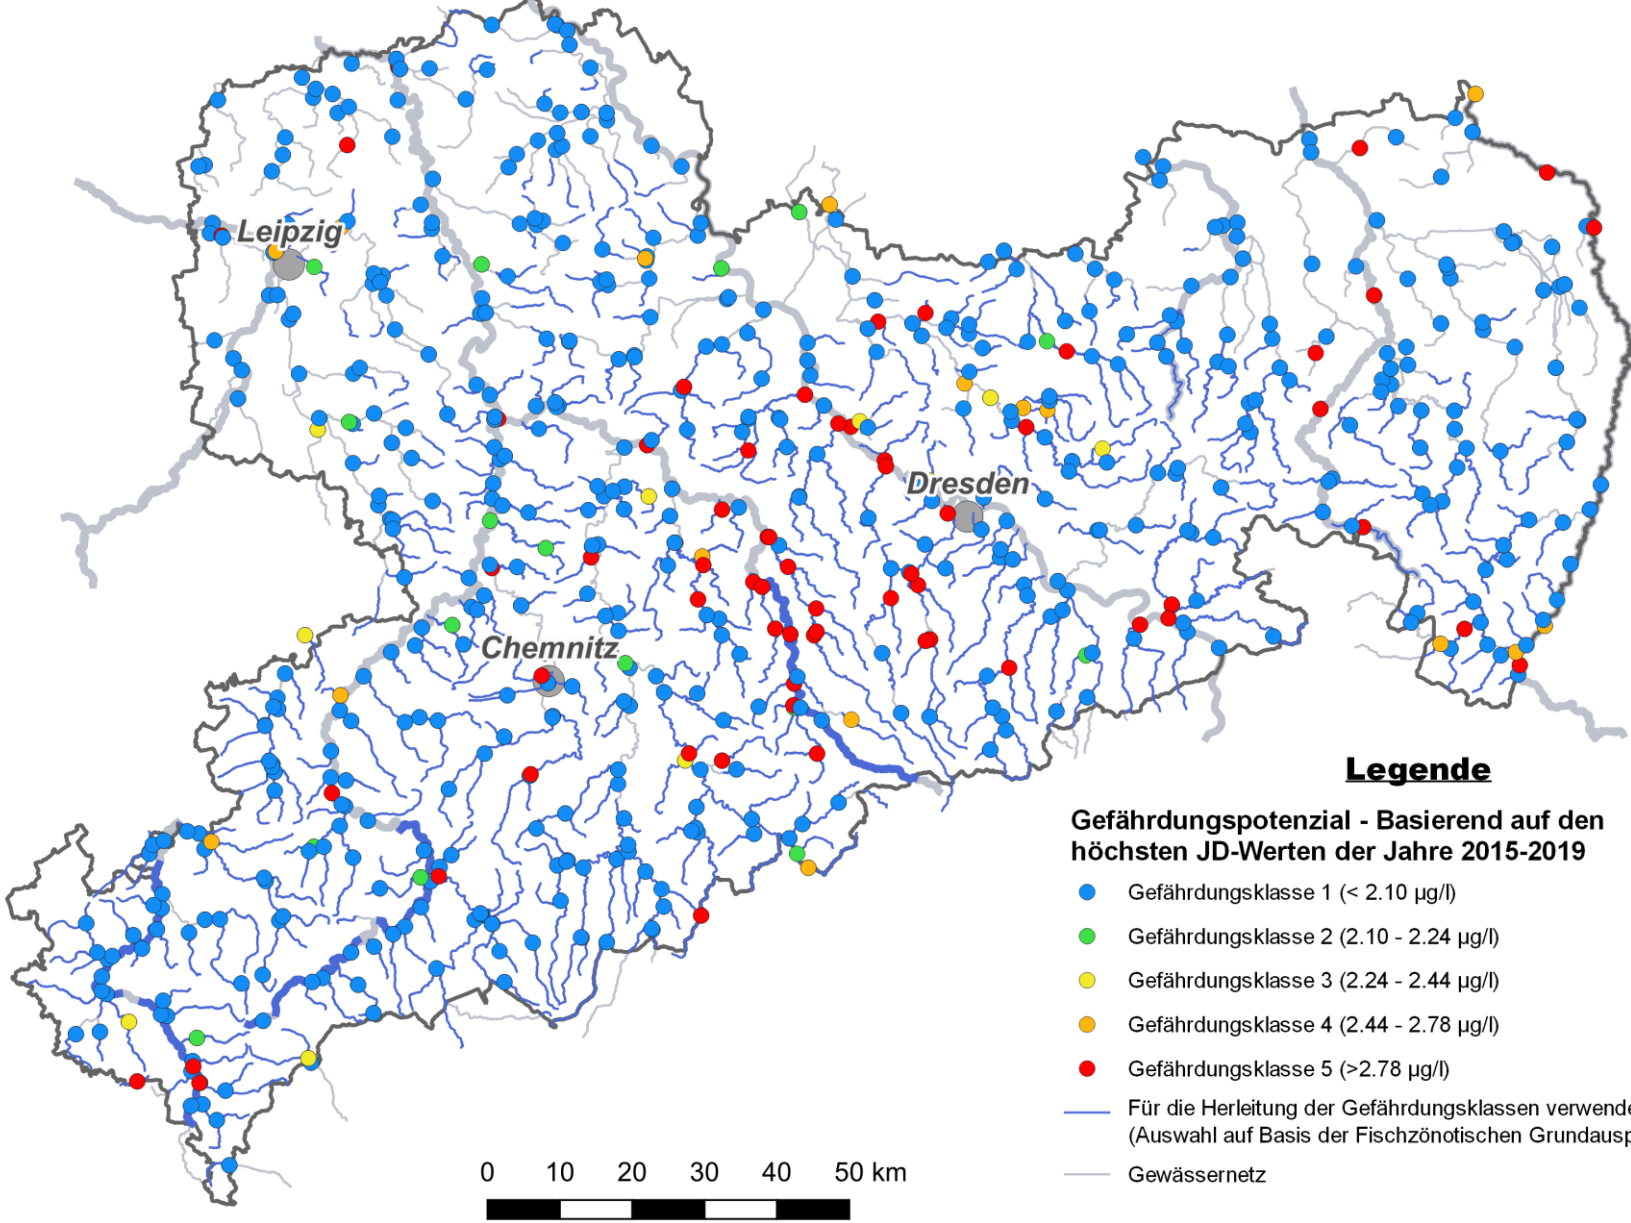 Leipzig
Dresden
Chemnitz
Legende
Gefährdungspotenzial - Basierend auf den
höchsten JD-Werten der Jahre 2015-2019
Gefährdungsklasse 1 (< 2.10 µg/l)
Gefährdungsklasse 2 (2.10 - 2.24 µg/l)
Gefährdungsklasse 3 (2.24 - 2.44 µg/l)
Gefährdungsklasse 4 (2.44 - 2.78 µg/l)
Gefährdungsklasse 5 (>2.78 µg/l)
Für die Herleitung der Gefährdungsklassen verwende
(Auswahl auf Basis der Fischzönotischen Grundausp
Gewässernetz
0 10 20 30 40 50 km